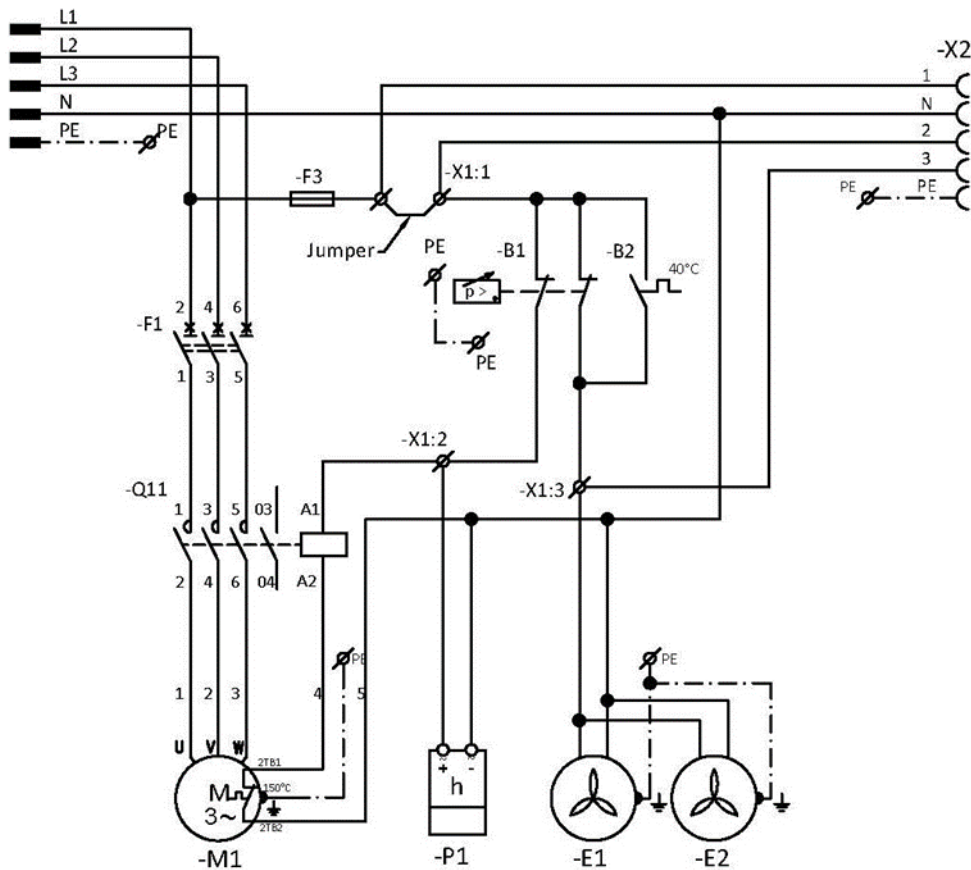 L1
L2
-X2
L3
1
N
N
PE
PE
2
-F3
-X1:1
3
PE
PE
Jumper
PE
-B1
-B2
40°C
p >
2
4
6
-F1
PE
1
3
5
-X1:2
-Q11
-X1:3
1
3
5
03
A1
2
4
6
04
A2
PE
PE
1
2
3
4
5
U
V
W
2TB1
+
-
M
150°C
h
3~
2TB2
-M1
-P1
-E1
-E2